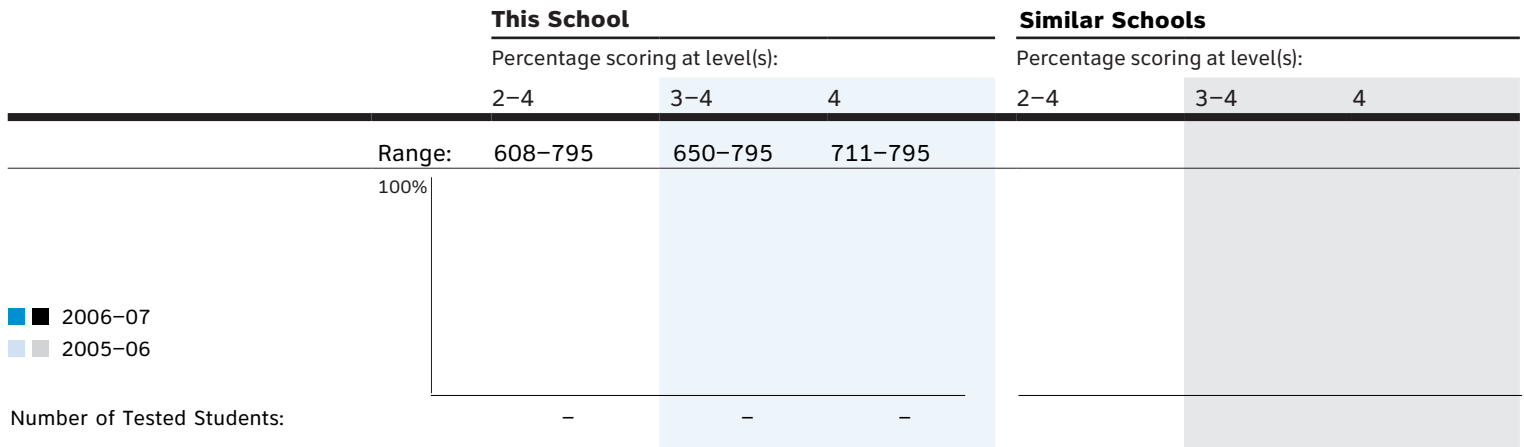 This School Similar Schools
Percentage scoring at level(s): Percentage scoring at level(s):
2–4 3–4 4 2–4 3–4 4
Range: 608–795 650–795 711–795
100%
2006–07
2005–06
Number of Tested Students: – – –